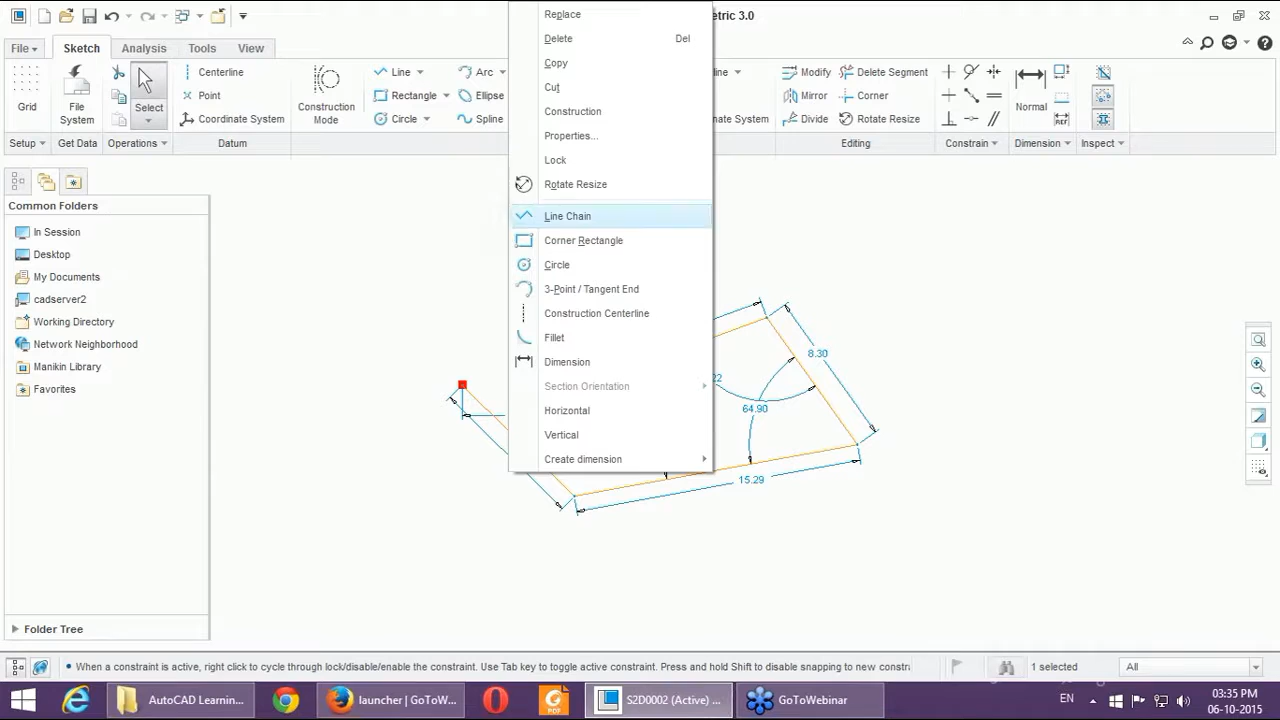 Replace
metric 3.0
File
Sketch
Analysis
Tools
View
Delete
Del
Copy
Cut
Construction
Properties...
Lock
Rotate Resize
Line Chain
Corner Rectangle
Circle
3-Point / Tangent End
Construction Centerline
Fillet
Dimension
Section Orientation
Horizontal
Vertical
Create dimension
Grid
File
System
Select
Centerline
Point
Coordinate System
Construction
Mode
Line
Arc
Rectangle
Ellipse
Circle
Spline
Modify
Delete Segment
Mirror
Corner
Divide
Rotate Resize
Normal
REF
REF
Setup
Get Data
Operations
Datum
Editing
Constrain
Dimension
Inspect
Common Folders
In Session
Desktop
My Documents
cadserver2
Working Directory
Network Neighborhood
Manikin Library
Favorites
8.30
64.90
15.29
Folder Tree
When a constraint is active, right click to cycle through lock/disable/enable the constraint. Use Tab key to toggle active constraint. Press and hold Shift to disable snapping to new constra
1 selected
All
AutoCAD Learnin...
launcher | GoToW...
PDF
S2D0002 (Active) ...
GoToWebinar
EN
03:35 PM
06-10-2015